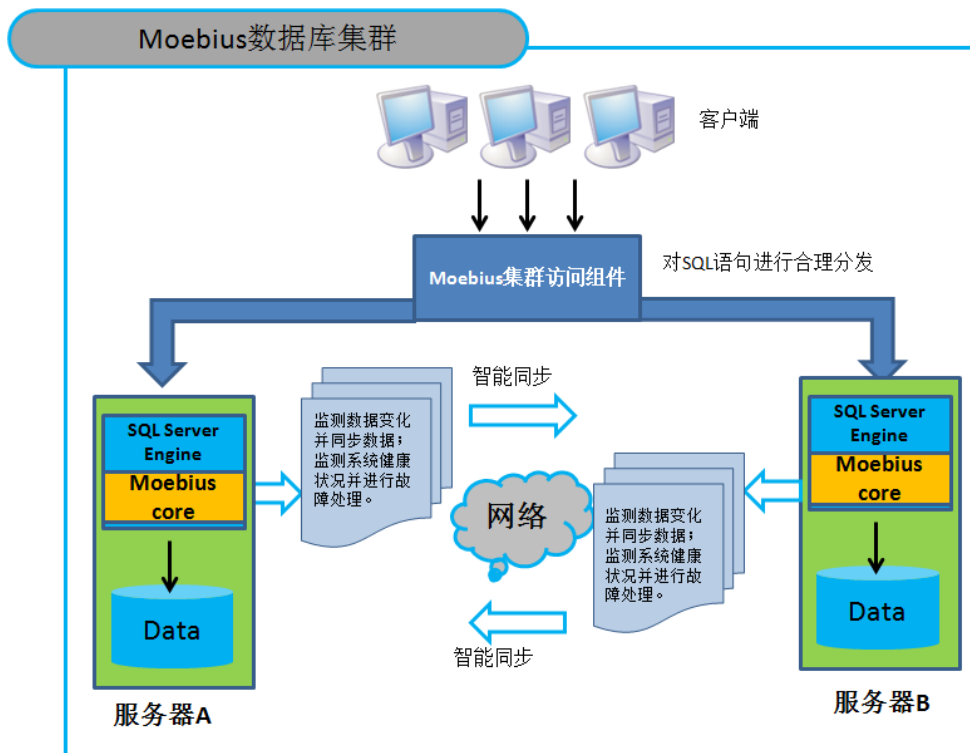 Moebius数据库集群
客户端
Moebius集群访问组件
对SQL语句进行合理分发
智能同步
SQL Server
Engine
Moebius
core
Data
服务器A
监测数据变化
并同步数据；
监测系统健康
状况并进行故
障处理。
网络
监测数据变化
并同步数据；
监测系统健康
状况并进行故
障处理。
智能同步
SQL Server
Engine
Moebius
core
Data
服务器B